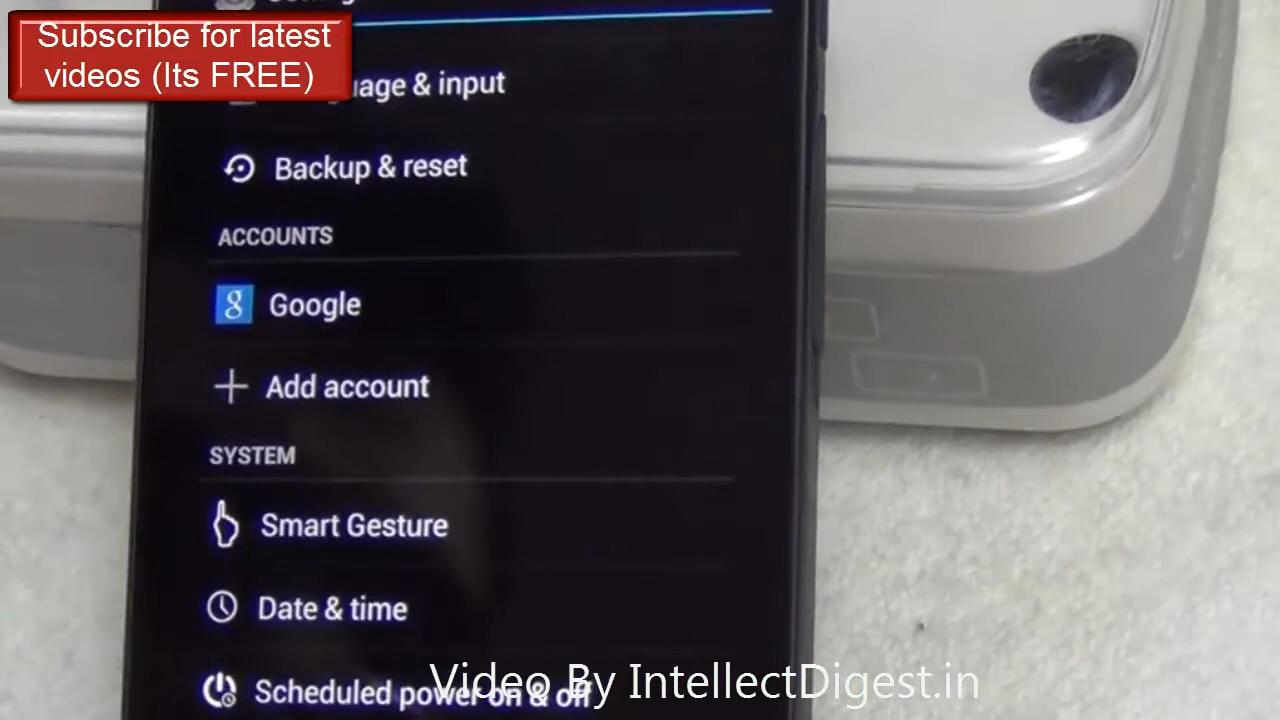 Subscribe for latest
videos (Its FREE)
& input
Backup & reset
ACCOUNTS
Google
Add account
SYSTEM
Smart Gesture
Date & time
Scheduled power on & off
Video By IntellectDigest.in